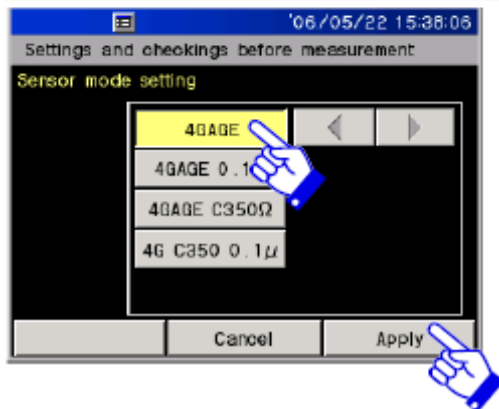 '06/05/22 15:38:06
Settings and checkings before measurement
Sensor mode setting
4GAGE
4GAGE 0.1
4GAGE C350Ω
4G C350 0.1μ
Cancel
Apply